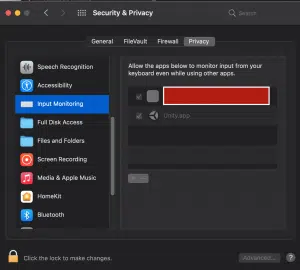 Security & Privacy
Search
General
FileVault
Firewall
Privacy
Speech Recognition
Accessibility
Input Monitoring
Full Disk Access
Files and Folders
Screen Recording
Media & Apple Music
HomeKit
Bluetooth
Allow the apps below to monitor input from your
keyboard even while using other apps.
Unity.app
Click the lock to make changes.
Advanced...
?